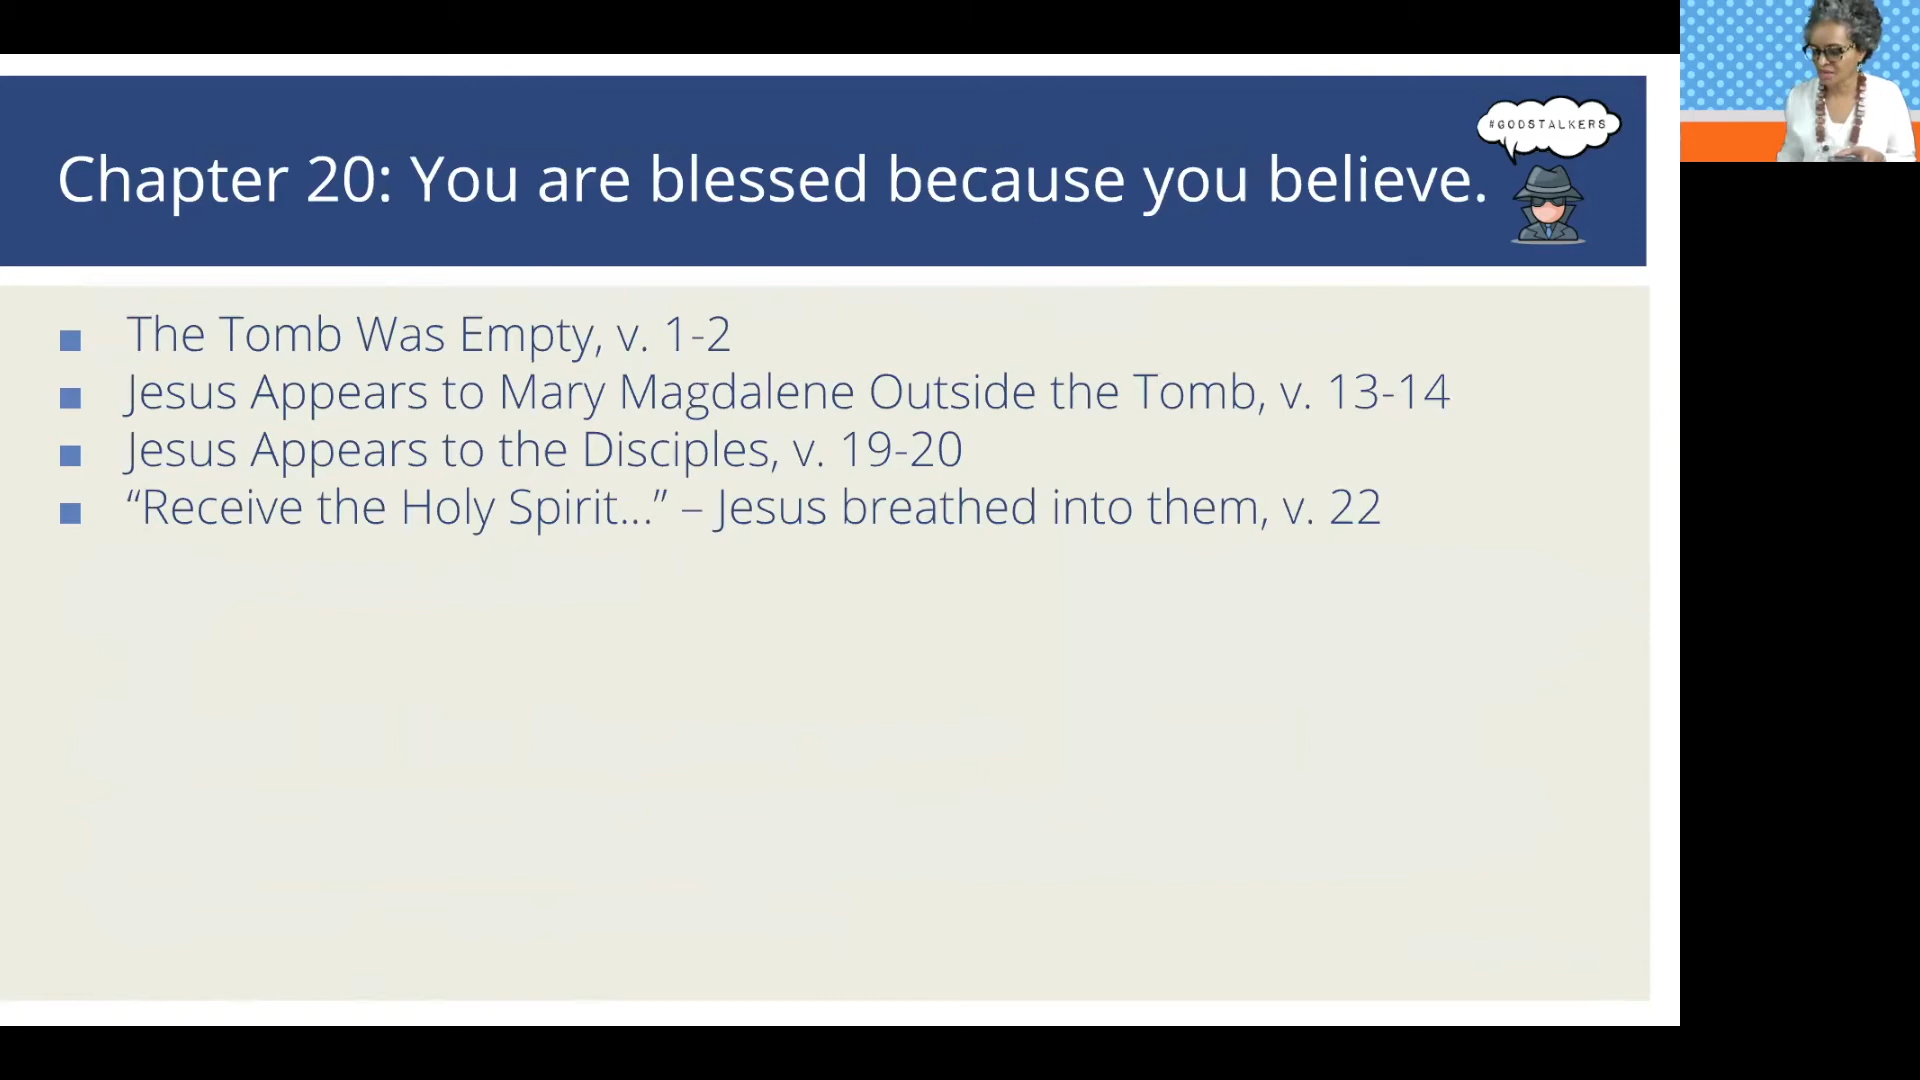 #GODSTALKERS
Chapter 20: You are blessed because you believe.
■ The Tomb Was Empty, v. 1-2
■ Jesus Appears to Mary Magdalene Outside the Tomb, v. 13-14
■ Jesus Appears to the Disciples, v. 19-20
■ “Receive the Holy Spirit...” – Jesus breathed into them, v. 22